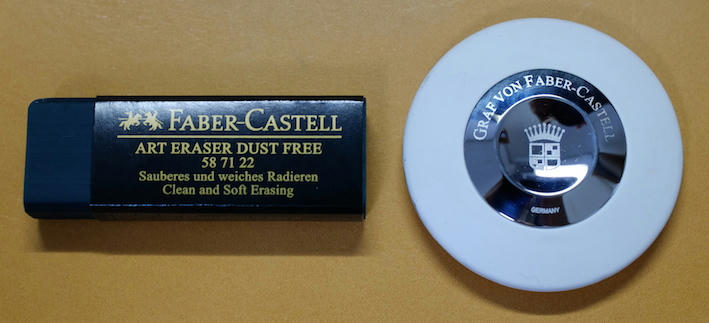 FABER-CASTELL
ART ERASER DUST FREE
58 71 22
Sauberes und weiches Radieren
Clean and Soft Erasing
GRAF VON FABER-CASTELL
GERMANY